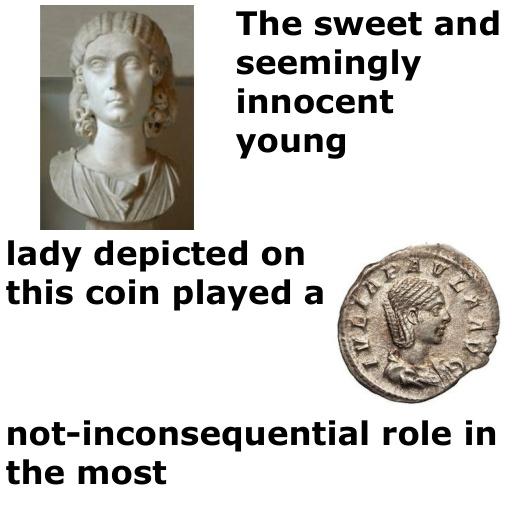 The sweet and
seemingly
innocent
young
lady depicted on
this coin played a
IVLIA PAVLA AVG
not-inconsequential role in
the most